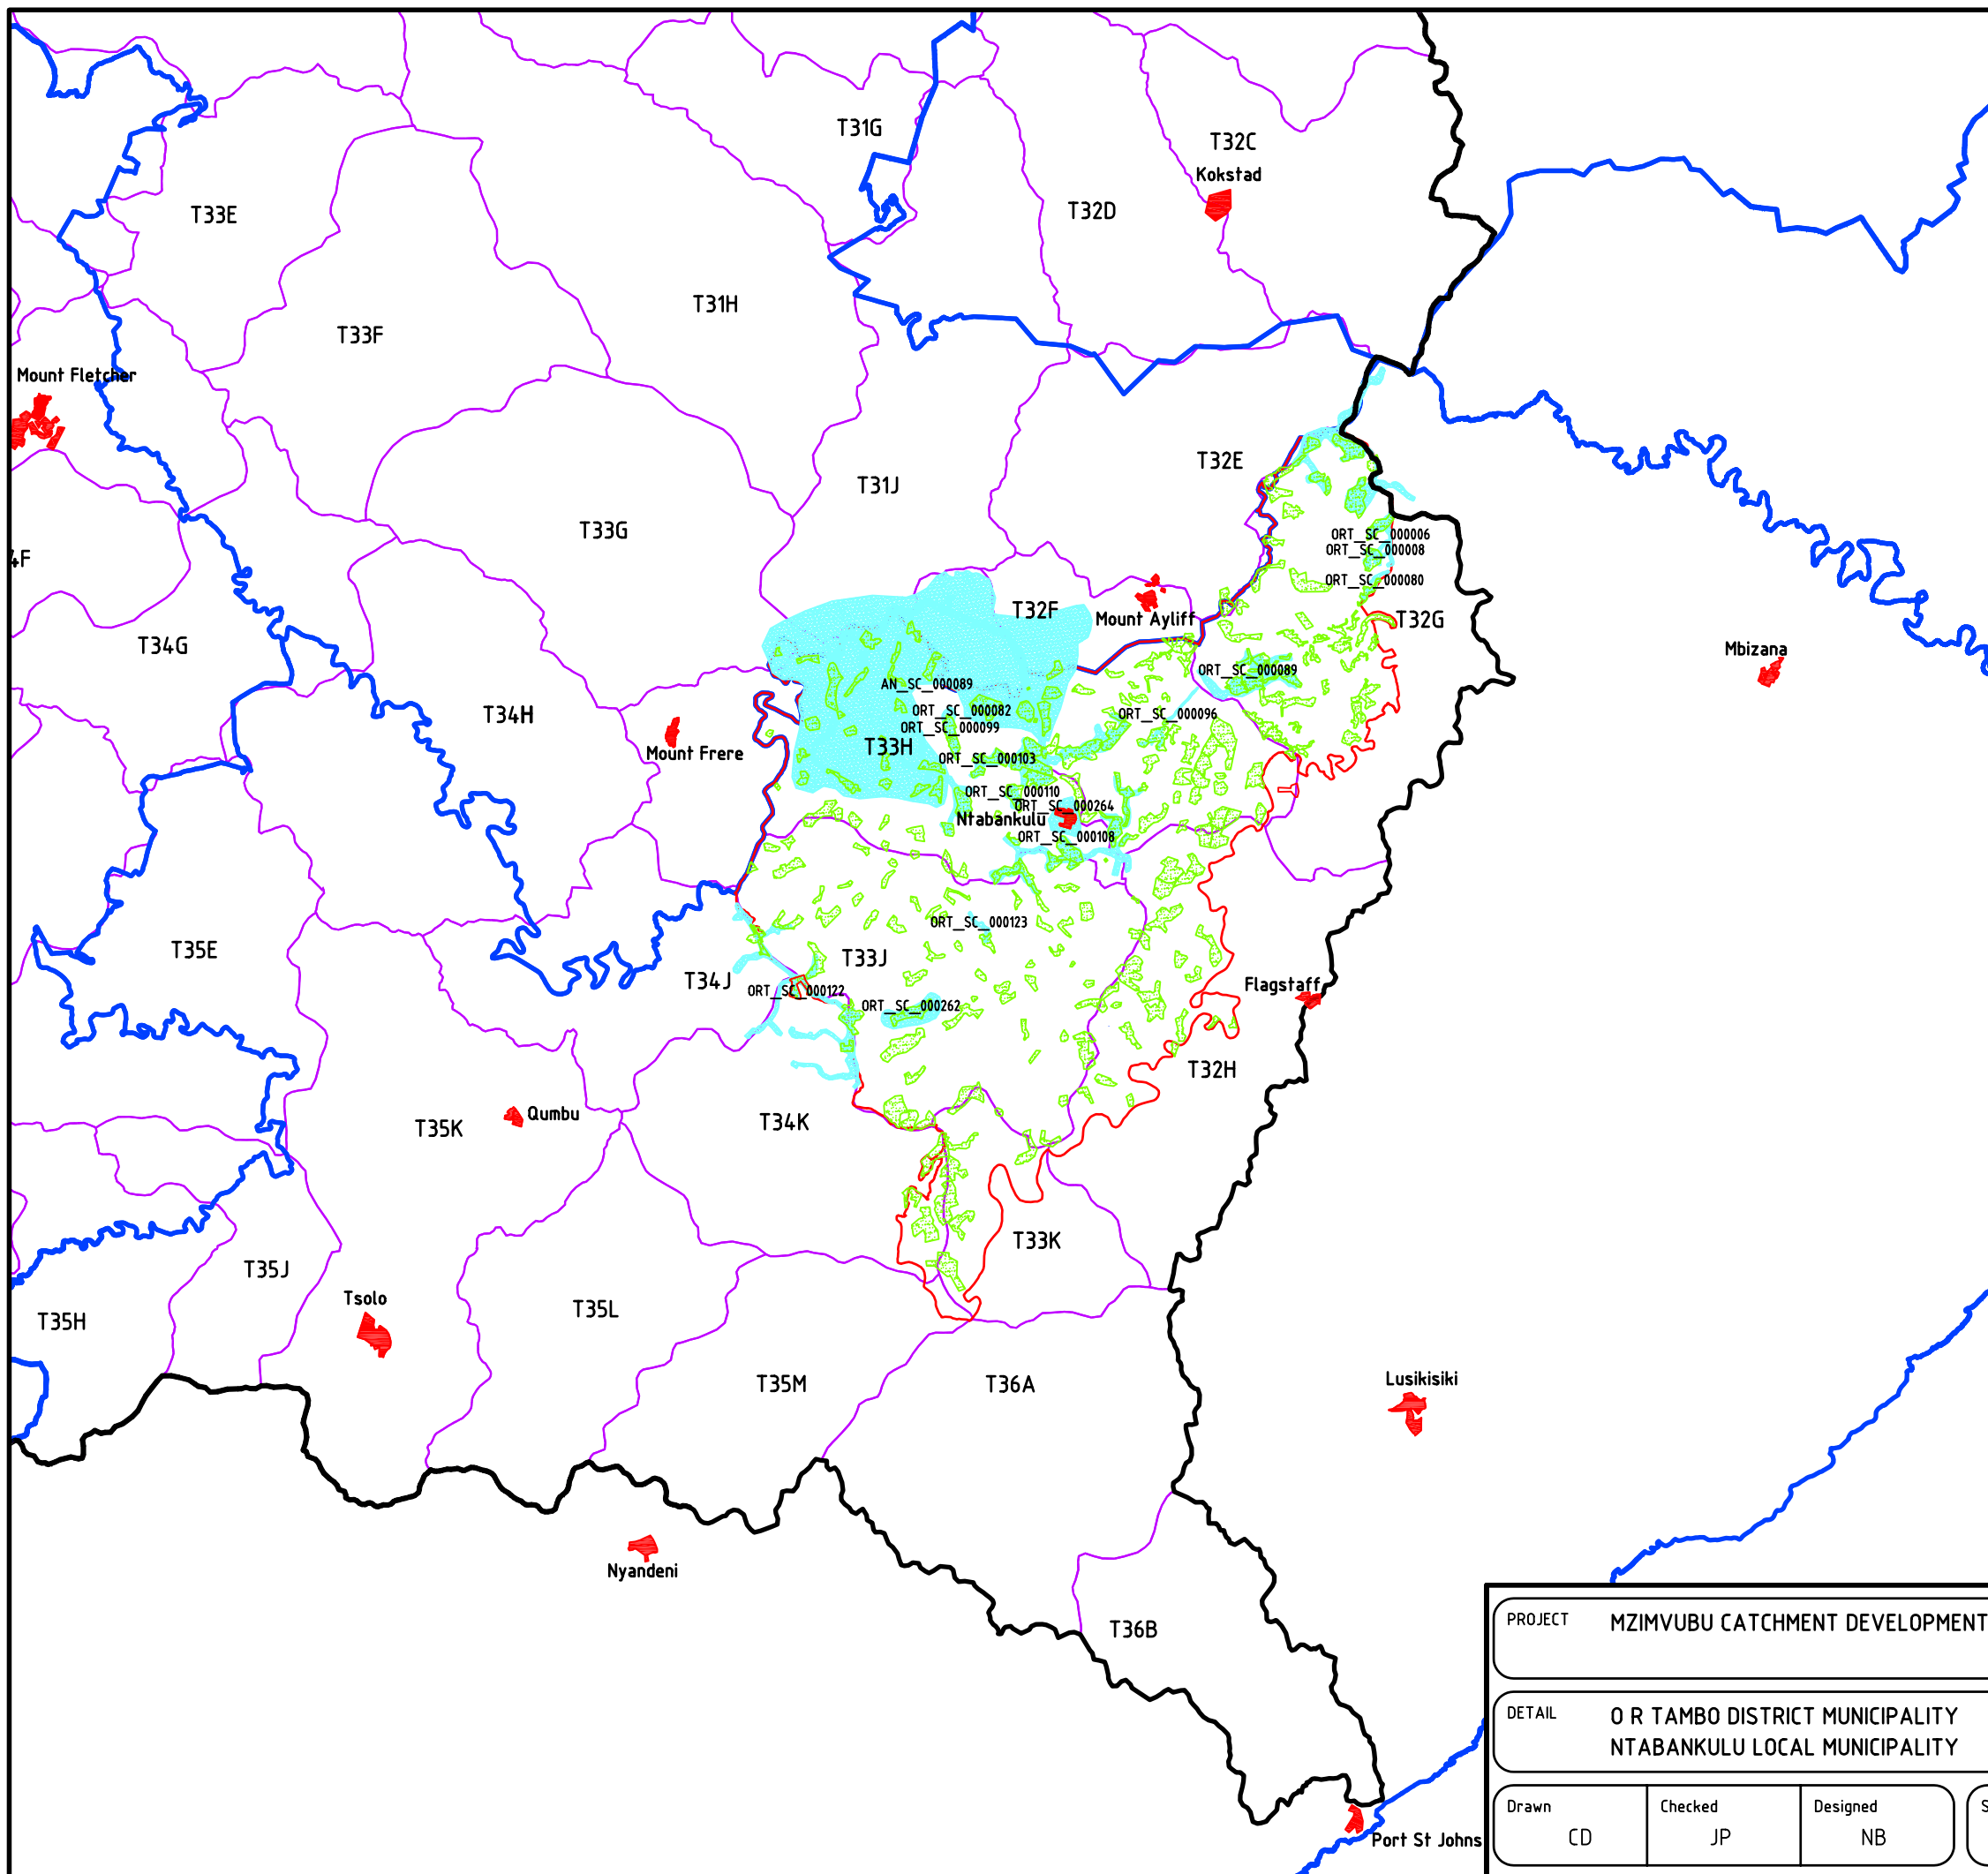 T31G
T32C
Kokstad
T33E
T32D
T31H
T33F
Mount Fletcher
T32E
T31J
T33G
ORT_SC_000006
ORT_SC_000008
4F
ORT_SC_000080
T32F
Mount Ayliff
T32G
T34G
Mbizana
ORT_SC_000089
AN_SC_000089
ORT_SC_000082
ORT_SC_000096
T34H
ORT_SC_000099
T33H
Mount Frere
ORT_SC_000103
ORT_SC_000110
ORT_SC_000264
Ntabankulu
ORT_SC_000108
ORT_SC_000123
T35E
T33J
T34J
Flagstaff
ORT_SC_000122
ORT_SC_000262
T32H
Qumbu
T34K
T35K
T33K
T35J
Tsolo
T35L
T35H
Lusikisiki
T35M
T36A
Nyandeni
T36B
PROJECT MZIMVUBU CATCHMENT DEVELOPMENT
DETAIL O R TAMBO DISTRICT MUNICIPALITY
NTABANKULU LOCAL MUNICIPALITY
Drawn Checked Designed S
CD JP NB
Port St Johns